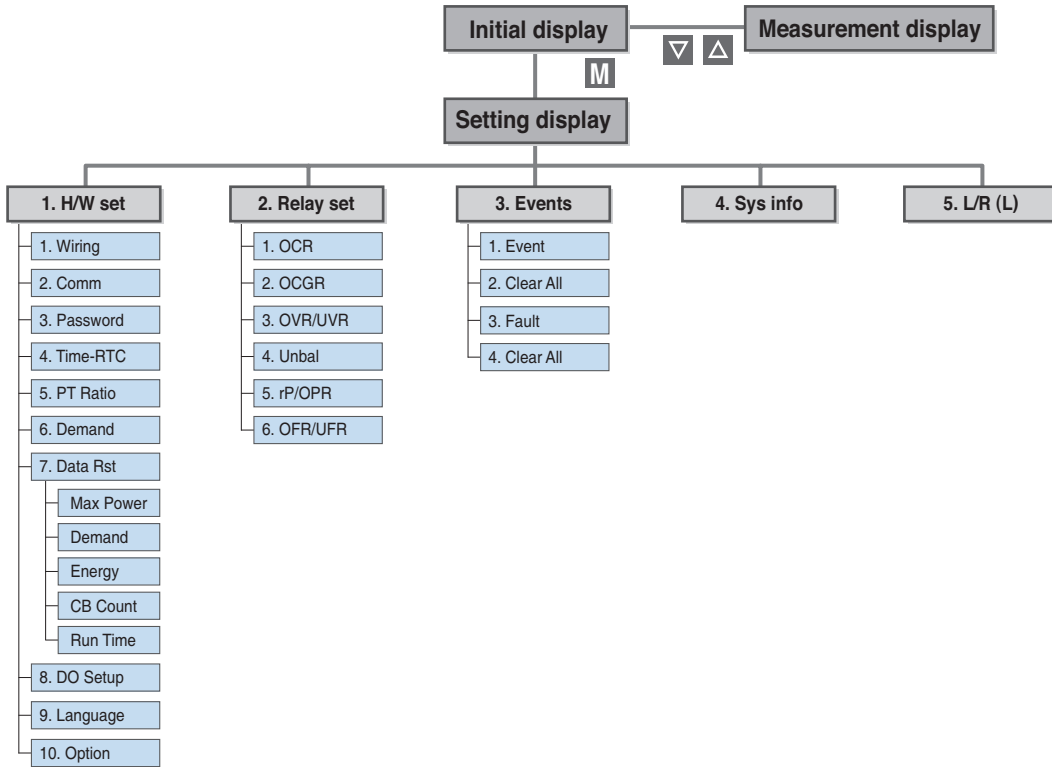 Initial display
Measurement display
M
Setting display
1. H/W set
2. Relay set
3. Events
4. Sys info
5. L/R (L)
1. Wiring
2. Comm
3. Password
4. Time-RTC
5. PT Ratio
6. Demand
7. Data Rst
Max Power
Demand
Energy
CB Count
Run Time
8. DO Setup
9. Language
10. Option
1. OCR
2. OCGR
3. OVR/UVR
4. Unbal
5. rP/OPR
6. OFR/UFR
1. Event
2. Clear All
3. Fault
4. Clear All